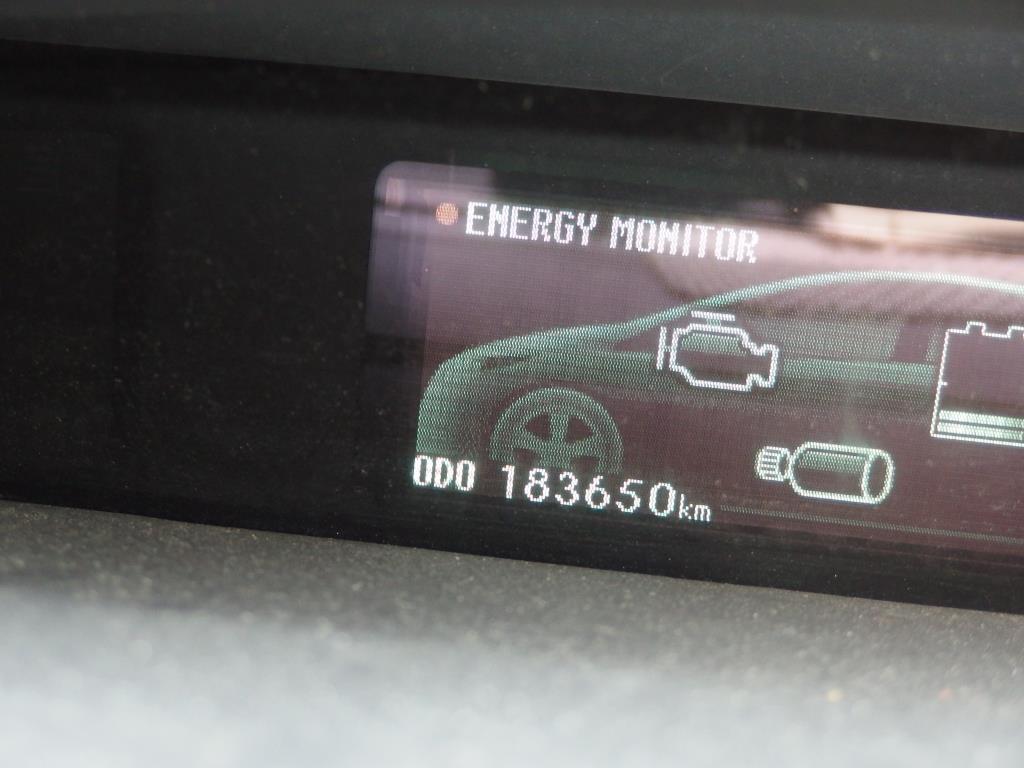 ENERGY MONITOR
ODO 183650km